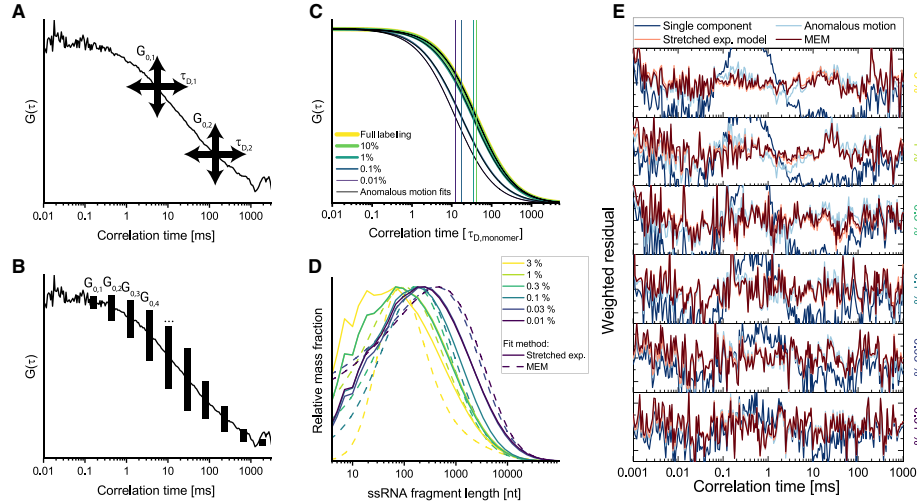 A
G(τ)
G0,1
τD,1
G0,2
τD,2
0.01 0.1 1 10 100 1000
Correlation time [ms]
B
G(τ)
G0,1 G0,2 G0,3 G0,4 ...
0.01 0.1 1 10 100 1000
Correlation time [ms]
C
G(τ)
Full labelling
10%
1%
0.1%
0.01%
Anomalous motion fits
0.01 0.1 1 10 100 1000
Correlation time [τD,monomer]
D
Relative mass fraction
3 %
1 %
0.3 %
0.1 %
0.03 %
0.01 %
Fit method:
Stretched exp.
MEM
10 100 1000 10000
ssRNA fragment length [nt]
E
Single component
Anomalous motion
Stretched exp. model
MEM
Weighted residual
0.001 0.01 0.1 1 10 100 1000
Correlation time [ms]